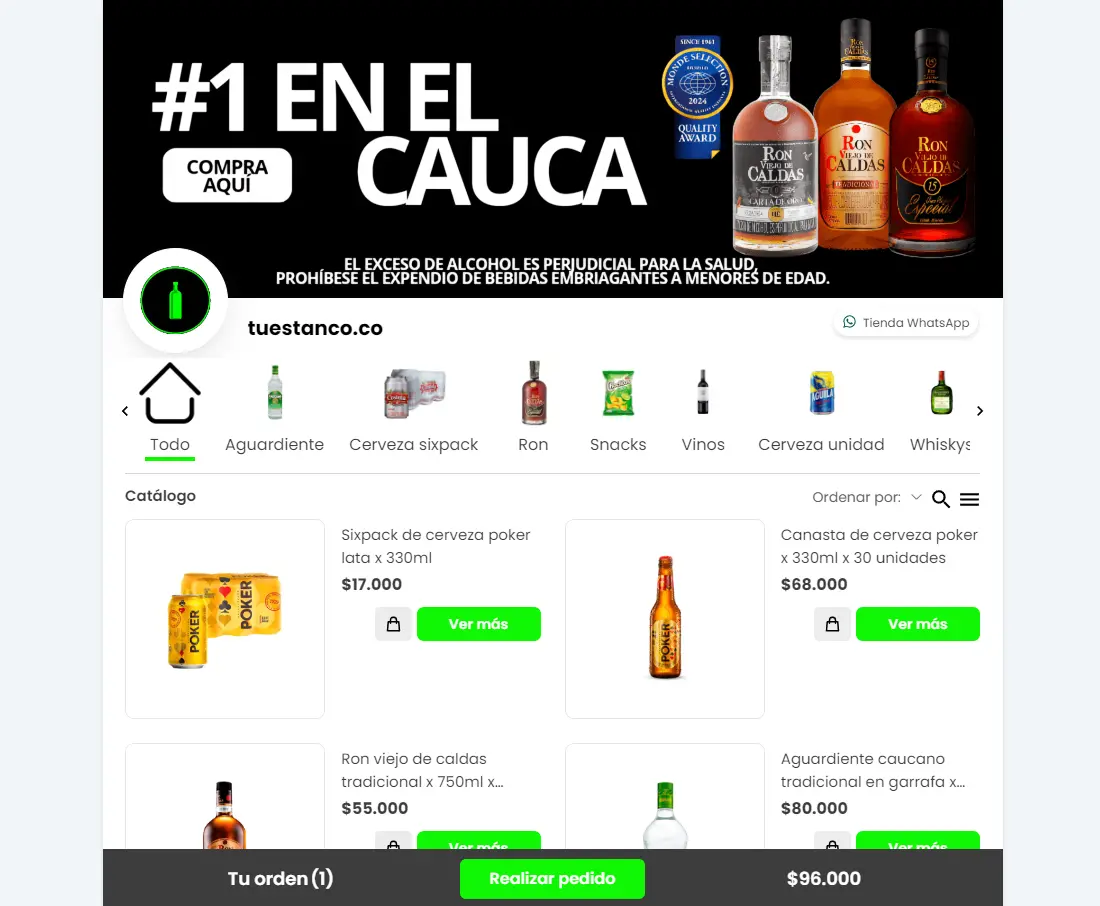 #1 EN EL
CAUCA
COMPRA
AQUÍ
SINCE 1961
MONDE SELECTION
2024
QUALITY
AWARD
RON
VIEJO DE
CALDAS
RON
VIEJO DE
CALDAS
TRADICIONAL
RON
VIEJO DE
CALDAS
15
Especial
EL EXCESO DE ALCOHOL ES PERJUDICIAL PARA LA SALUD,
PROHÍBESE EL EXPENDIO DE BEBIDAS EMBRIAGANTES A MENORES DE EDAD.
tuestanco.co
Tienda WhatsApp
Todo
Aguardiente
Cerveza sixpack
Ron
Snacks
Vinos
Cerveza unidad
Whiskys
Catálogo
Ordenar por:
Sixpack de cerveza poker
lata x 330ml
$17.000
Ver más
POKER
POKER
Canasta de cerveza poker
x 330ml x 30 unidades
$68.000
Ver más
POKER
Ron viejo de caldas
tradicional x 750ml x...
$55.000
Ver más
Aguardiente caucano
tradicional en garrafa x...
$80.000
Ver más
Tu orden (1)
Realizar pedido
$96.000